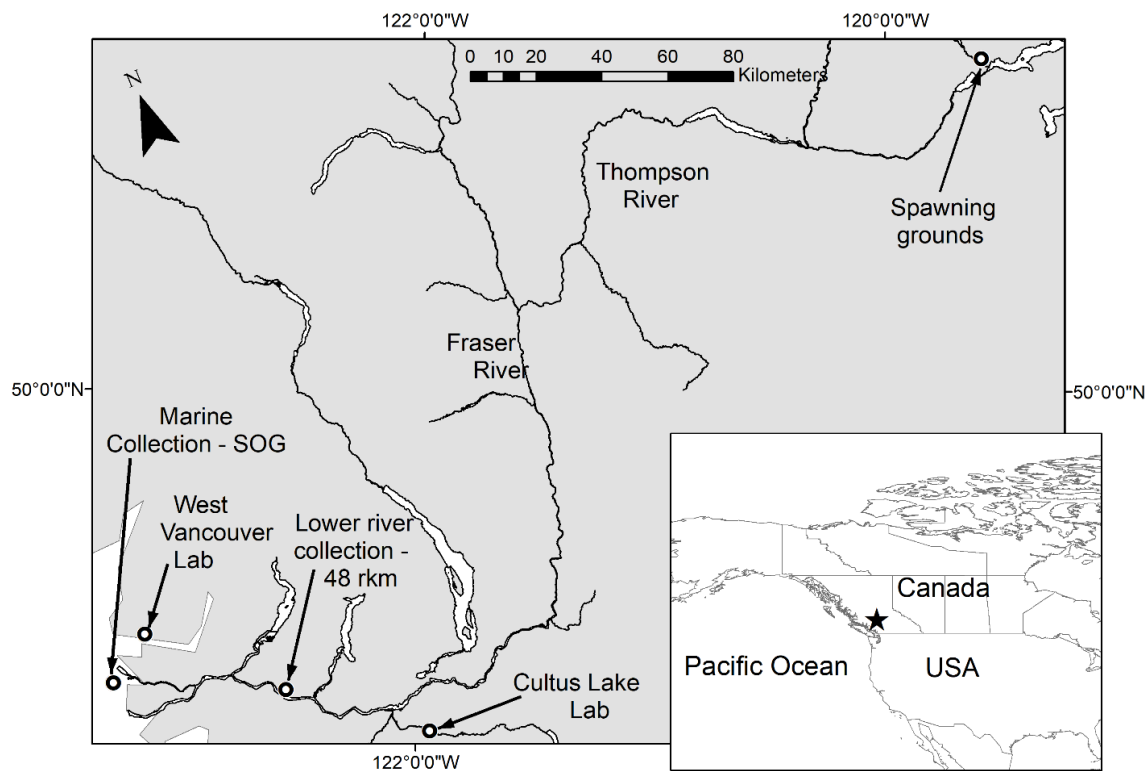 122°0'0"W
120°0'0"W
0 10 20 40 60 80
Kilometers
N
Thompson
River
Spawning
grounds
Fraser
River
50°0'0"N
50°0'0"N
Marine
Collection - SOG
West
Vancouver
Lab
Lower river
collection -
48 rkm
Canada
Pacific Ocean
USA
Cultus Lake
Lab
122°0'0"W